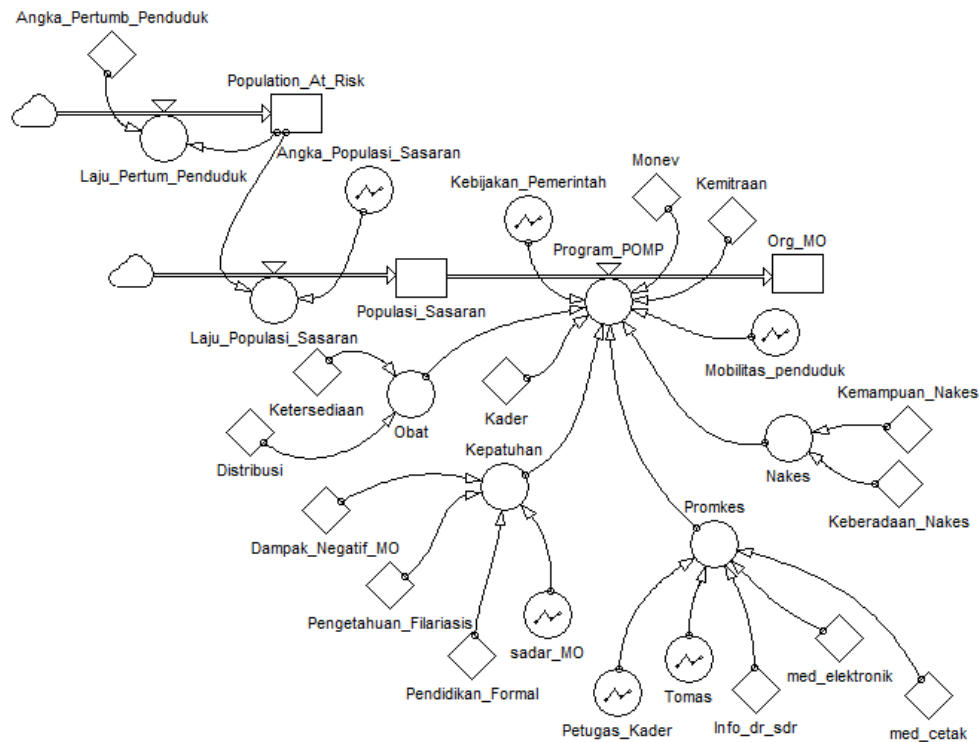 Angka_Pertumb_Penduduk
Population_At_Risk
Laju_Pertum_Penduduk
Angka_Populasi_Sasaran
Kebijakan_Pemerintah
Monev
Kemitraan
Program_POMP
Org_MO
Laju_Populasi_Sasaran
Populasi_Sasaran
Mobilitas_penduduk
Ketersediaan
Kader
Kemampuan_Nakes
Obat
Distribusi
Kepatuhan
Nakes
Promkes
Keberadaan_Nakes
Dampak_Negatif_MO
Pengetahuan_Filariasis
sadar_MO
Pendidikan_Formal
med_elektronik
Tomas
Petugas_Kader
Info_dr_sdr
med_cetak